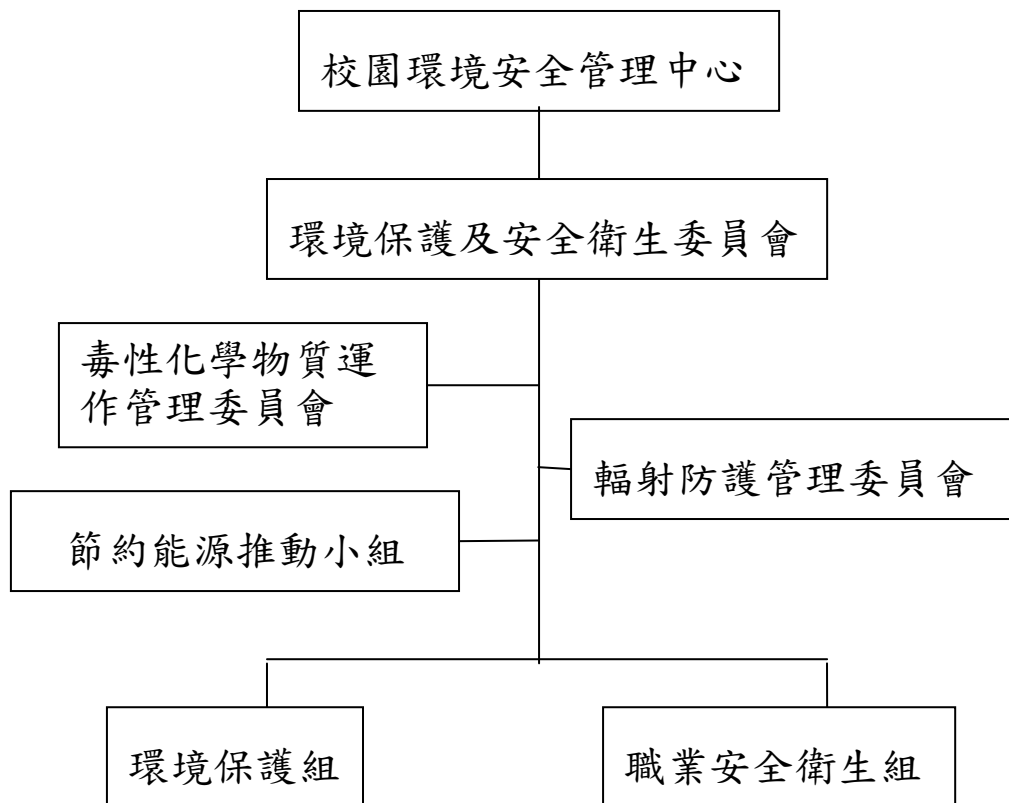 校園環境安全管理中心
環境保護及安全衛生委員會
毒性化學物質運
作管理委員會
輻射防護管理委員會
節約能源推動小組
環境保護組
職業安全衛生組